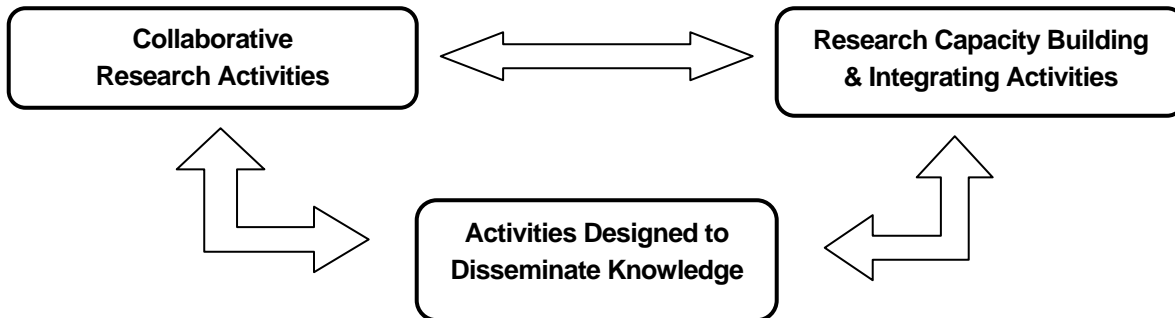 Collaborative
Research Activities
Research Capacity Building
& Integrating Activities
Activities Designed to
Disseminate Knowledge